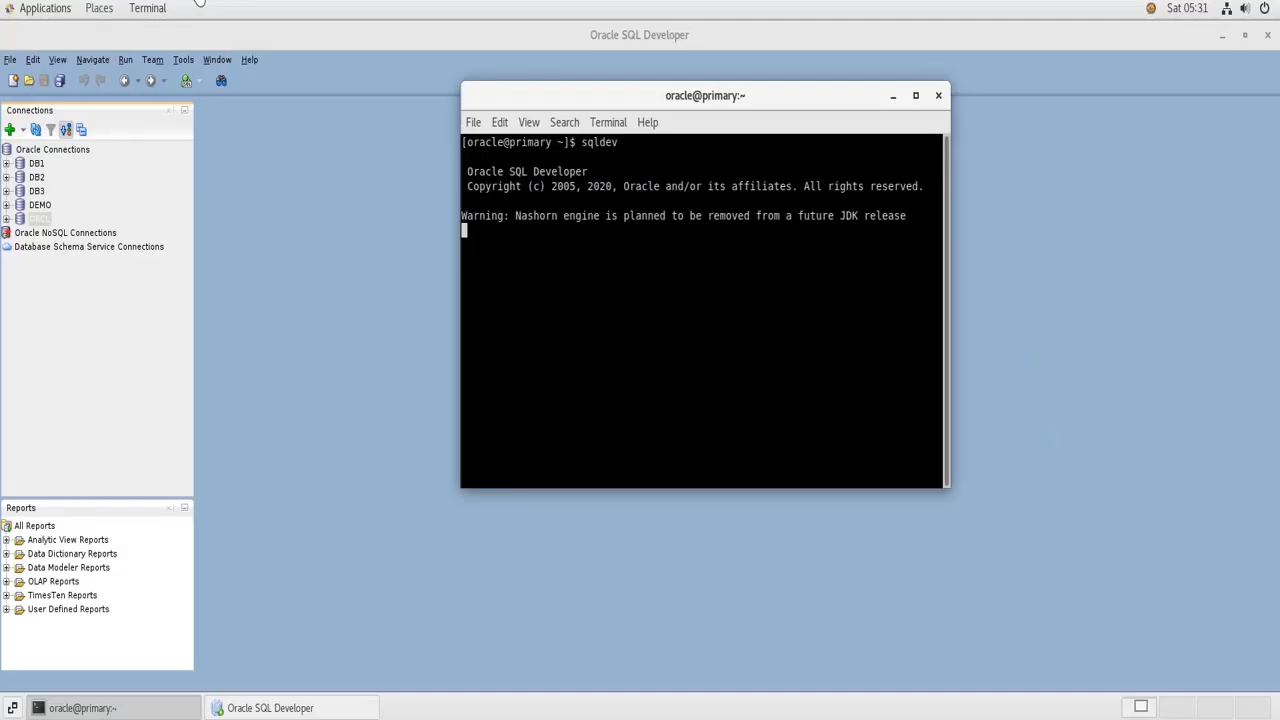 Applications Places Terminal Sat 05:31
Oracle SQL Developer
File Edit View Navigate Run Team Tools Window Help
Connections
Oracle Connections
DB1
DB2
DB3
DEMO
Oracle NoSQL Connections
Database Schema Service Connections
Reports
All Reports
Analytic View Reports
Data Dictionary Reports
Data Modeler Reports
OLAP Reports
TimesTen Reports
User Defined Reports
oracle@primary:~
File Edit View Search Terminal Help
[oracle@primary ~]$ sqldev
Oracle SQL Developer
Copyright (c) 2005, 2020, Oracle and/or its affiliates. All rights reserved.
Warning: Nashorn engine is planned to be removed from a future JDK release
oracle@primary:~
Oracle SQL Developer